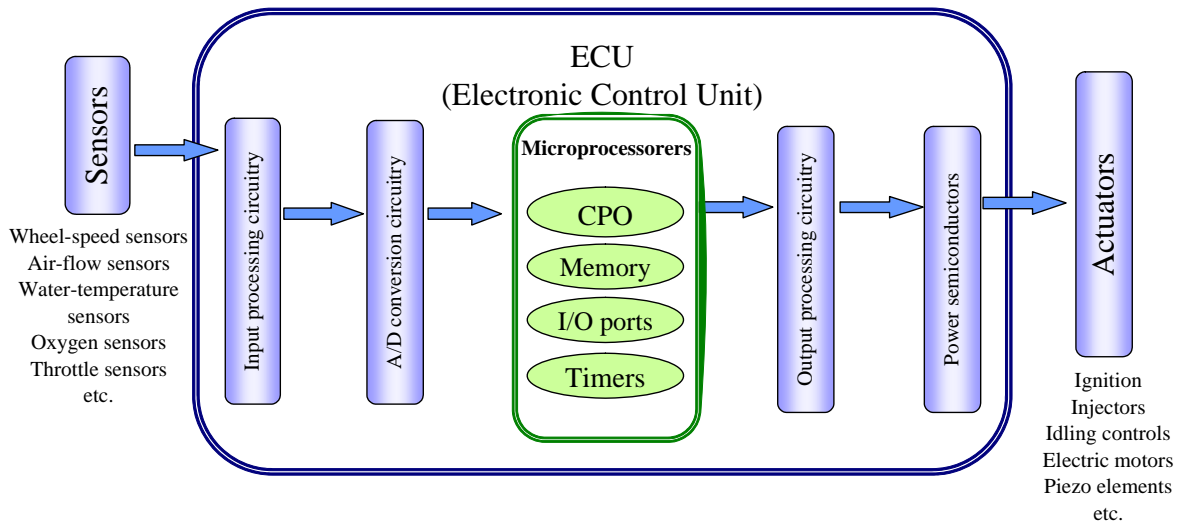 ECU
(Electronic Control Unit)
Sensors
Wheel-speed sensors
Air-flow sensors
Water-temperature
sensors
Oxygen sensors
Throttle sensors
etc.
Input processing circuitry
A/D conversion circuitry
Microprocessorers
CPO
Memory
I/O ports
Timers
Output processing circuitry
Power semiconductors
Actuators
Ignition
Injectors
Idling controls
Electric motors
Piezo elements
etc.